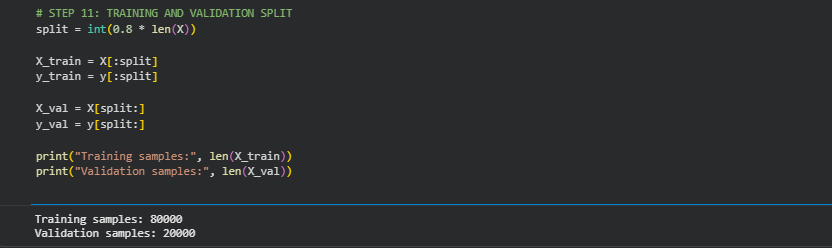 # STEP 11: TRAINING AND VALIDATION SPLIT
split = int(0.8 * len(X))
X_train = X[:split]
y_train = y[:split]
X_val = X[split:]
y_val = y[split:]
print("Training samples:", len(X_train))
print("Validation samples:", len(X_val))
Training samples: 80000
Validation samples: 20000